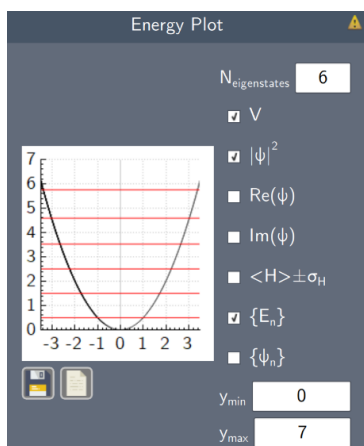 Energy Plot
N_eigenstates 6
V
|ψ|²
Re(ψ)
Im(ψ)
<H>±σ_H
{E_n}
{ψ_n}
y_min 0
y_max 7
7
6
5
4
3
2
1
0
-3 -2 -1 0 1 2 3